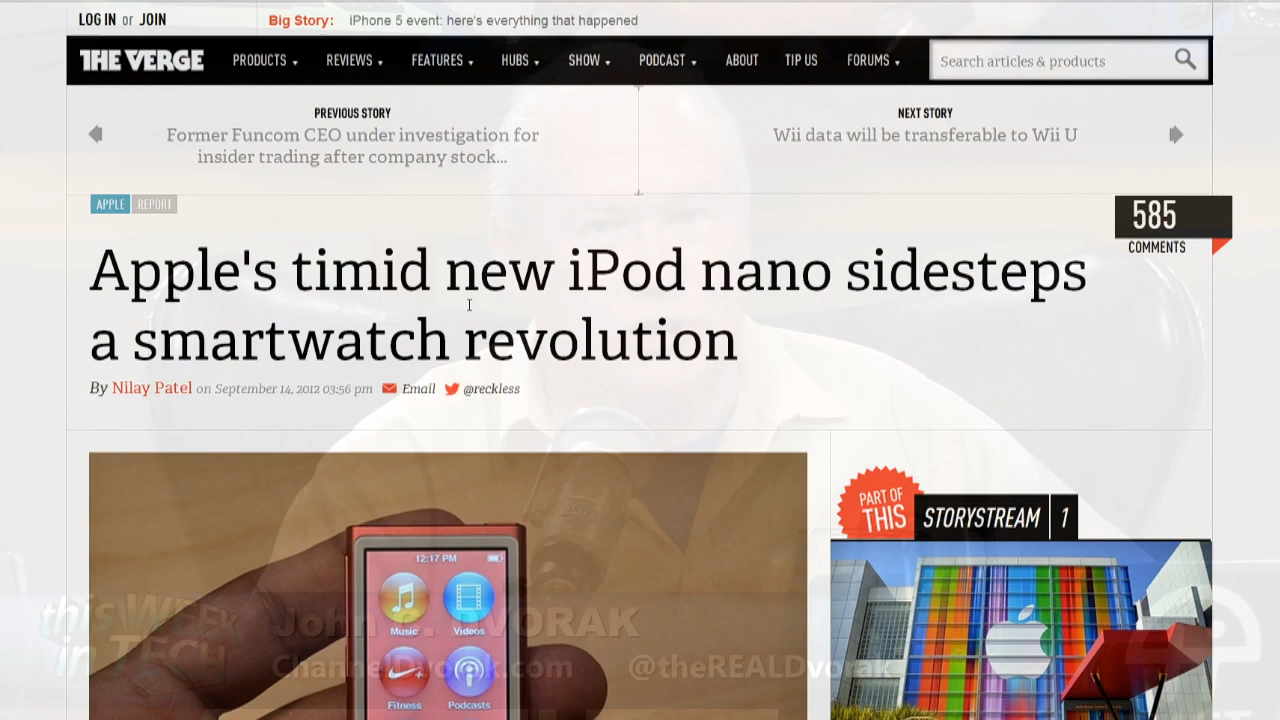 LOG IN or JOIN
Big Story: iPhone 5 event: here's everything that happened
THE VERGE PRODUCTS REVIEWS FEATURES HUBS SHOW PODCAST ABOUT TIP US FORUMS Search articles & products
PREVIOUS STORY
Former Funcom CEO under investigation for
insider trading after company stock...
NEXT STORY
Wii data will be transferable to Wii U
APPLE REPORT
585
COMMENTS
Apple's timid new iPod nano sidesteps
a smartwatch revolution
By Nilay Patel on September 14, 2012 03:56 pm Email @reckless
PART OF
THIS
STORYSTREAM 1
12:17 PM
Music Videos
Fitness Podcasts
this WEEK
in TECH
John C. DVORAK
ChannelDvorak.com @theREALDvorak